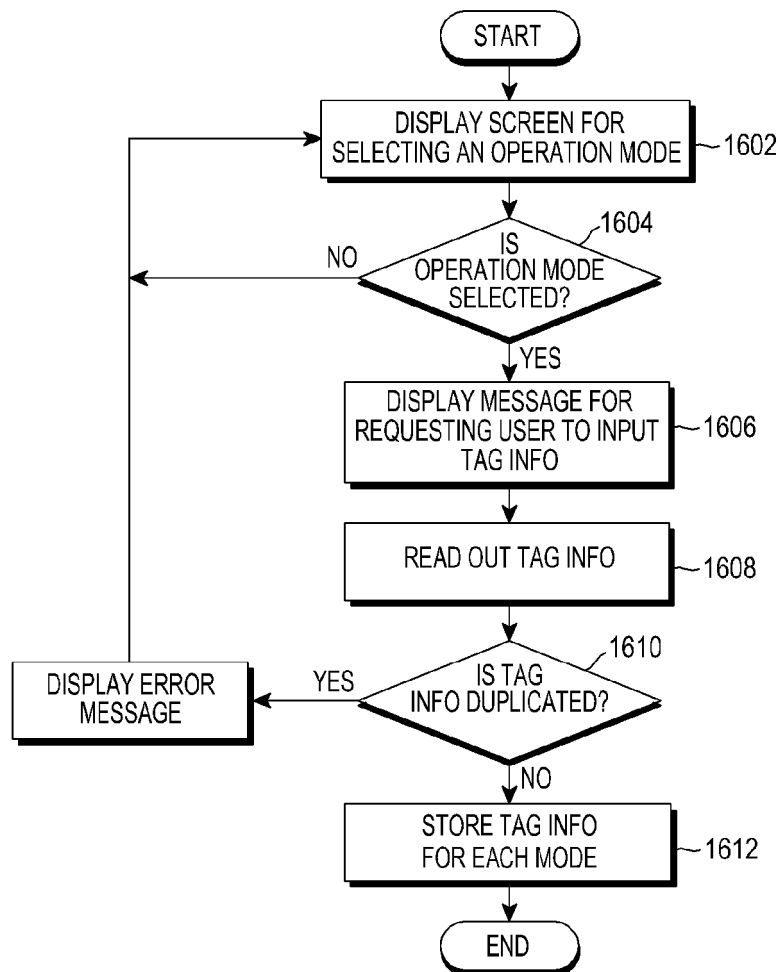 START
DISPLAY SCREEN FOR
SELECTING AN OPERATION MODE
1602
1604
IS
OPERATION MODE
SELECTED?
NO
YES
DISPLAY MESSAGE FOR
REQUESTING USER TO INPUT
TAG INFO
1606
READ OUT TAG INFO
1608
1610
IS TAG
INFO DUPLICATED?
YES
DISPLAY ERROR
MESSAGE
NO
STORE TAG INFO
FOR EACH MODE
1612
END